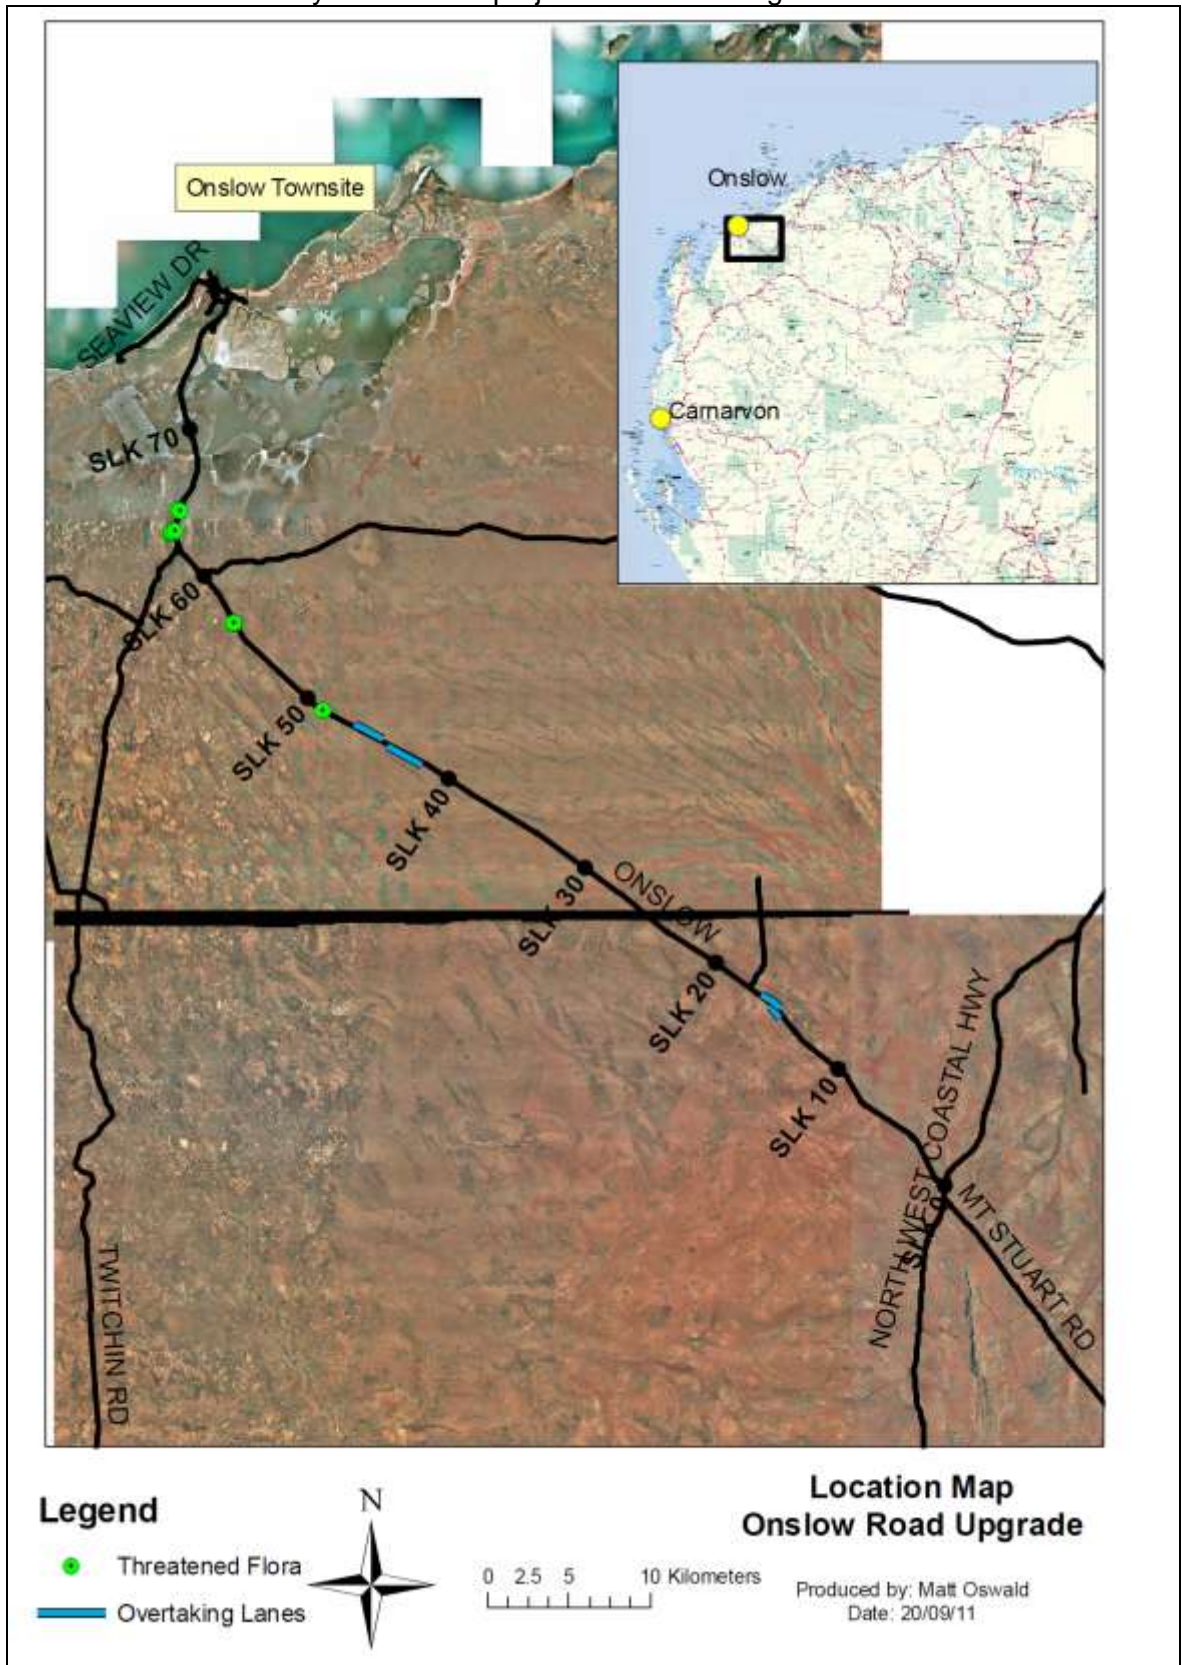 Onslow Townsite
Onslow
Carnarvon
SEAVIEW DR
SLK 70
SLK 60
SLK 50
SLK 40
SLK 30
ONSLOW
SLK 20
SLK 10
NORTH WEST COASTAL HWY
SLK 0
MT STUART RD
TWITCHIN RD
Legend
Threatened Flora
Overtaking Lanes
N
0 2.5 5 10 Kilometers
Location Map
Onslow Road Upgrade
Produced by: Matt Oswald
Date: 20/09/11